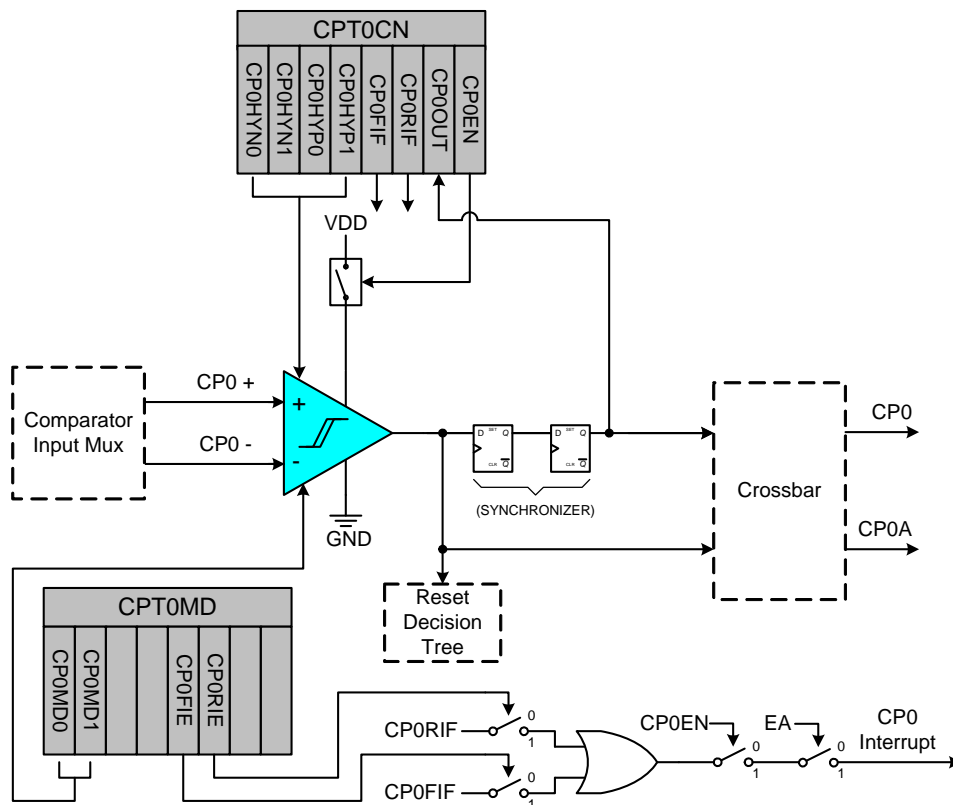 CPT0CN
CP0HYN0
CP0HYN1
CP0HYP0
CP0HYP1
CP0FIF
CP0RIF
CP0OUT
CP0EN
VDD
Comparator
Input Mux
CP0 +
CP0 -
+
-
GND
D SET Q
CLR Q
D SET Q
CLR Q
(SYNCHRONIZER)
Crossbar
CP0
CP0A
Reset
Decision
Tree
CPT0MD
CP0MD0
CP0MD1
CP0FIE
CP0RIE
CP0RIF
0
1
CP0FIF
0
1
CP0EN
0
1
EA
0
1
CP0
Interrupt